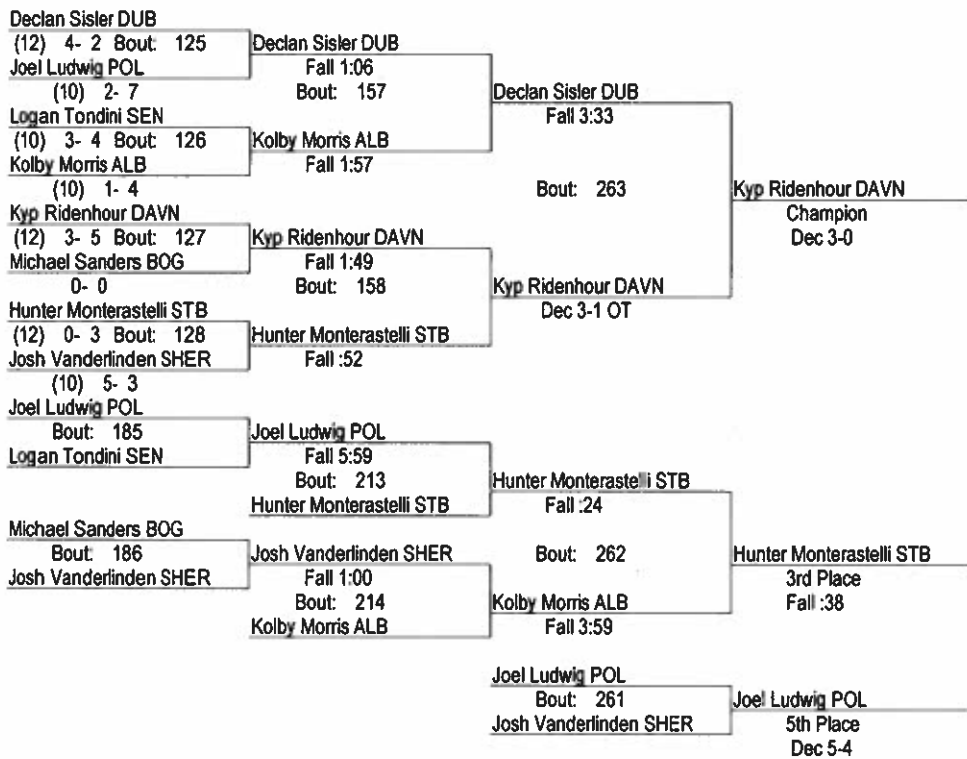 Declan Sisler DUB
(12) 4- 2 Bout: 125
Joel Ludwig POL
(10) 2- 7
Logan Tondini SEN
(10) 3- 4 Bout: 126
Kolby Morris ALB
(10) 1- 4
Kyp Ridenhour DAVN
(12) 3- 5 Bout: 127
Michael Sanders BOG
0- 0
Hunter Monterastelli STB
(12) 0- 3 Bout: 128
Josh Vanderlinden SHER
(10) 5- 3
Declan Sisler DUB
Fall 1:06
Bout: 157
Kolby Morris ALB
Fall 1:57
Kyp Ridenhour DAVN
Fall 1:49
Bout: 158
Hunter Monterastelli STB
Fall :52
Declan Sisler DUB
Fall 3:33
Bout: 263
Kyp Ridenhour DAVN
Dec 3-1 OT
Kyp Ridenhour DAVN
Champion
Dec 3-0
Joel Ludwig POL
Bout: 185
Logan Tondini SEN
Michael Sanders BOG
Bout: 186
Josh Vanderlinden SHER
Joel Ludwig POL
Fall 5:59
Bout: 213
Hunter Monterastelli STB
Josh Vanderlinden SHER
Fall 1:00
Bout: 214
Kolby Morris ALB
Hunter Monterastelli STB
Fall :24
Bout: 262
Kolby Morris ALB
Fall 3:59
Hunter Monterastelli STB
3rd Place
Fall :38
Joel Ludwig POL
Bout: 261
Josh Vanderlinden SHER
Joel Ludwig POL
5th Place
Dec 5-4